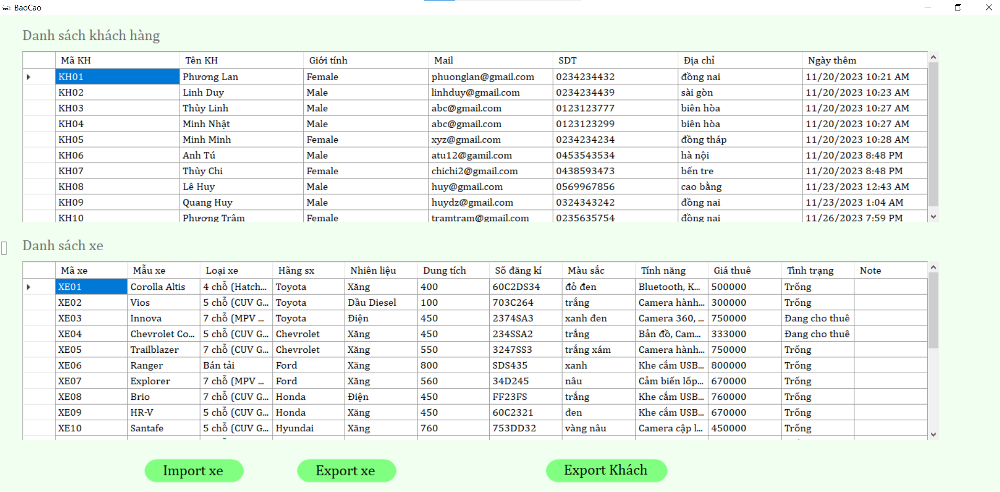 BaoCao
Danh sách khách hàng
Mã KH Tên KH Giới tính Mail SDT Địa chỉ Ngày thêm
KH01 Phương Lan Female phuonglan@gmail.com 0234234432 đồng nai 11/20/2023 10:21 AM
KH02 Linh Duy Male linhduy@gmail.com 0234234439 sài gòn 11/20/2023 10:23 AM
KH03 Thùy Linh Male abc@gmail.com 0123123777 biên hòa 11/20/2023 10:27 AM
KH04 Minh Nhật Male abc@gmail.com 0123123299 biên hòa 11/20/2023 10:27 AM
KH05 Minh Minh Female xyz@gmail.com 0234234234 đồng tháp 11/20/2023 10:28 AM
KH06 Anh Tú Male atu12@gamil.com 0453543534 hà nội 11/20/2023 8:48 PM
KH07 Thùy Chi Female chichi2@gmail.com 0438593473 bến tre 11/20/2023 8:48 PM
KH08 Lê Huy Male huy@gmail.com 0569967856 cao bằng 11/23/2023 12:43 AM
KH09 Quang Huy Male huydz@gmail.com 0324343242 đồng nai 11/23/2023 1:04 AM
KH10 Phương Trâm Female tramtram@gmail.com 0235635754 đồng nai 11/26/2023 7:59 PM
Danh sách xe
Mã xe Mẫu xe Loại xe Hãng sx Nhiên liệu Dung tích Số đăng kí Màu sắc Tính năng Giá thuê Tình trạng Note
XE01 Corolla Altis 4 chỗ (Hatch... Toyota Xăng 400 60C2DS34 đỏ đen Bluetooth, K... 500000 Trống
XE02 Vios 5 chỗ (CUV G... Toyota Dầu Diesel 100 703C264 trắng Camera hành... 300000 Trống
XE03 Innova 7 chỗ (MPV ... Toyota Điện 450 2374SA3 xanh đen Camera 360, ... 750000 Đang cho thuê
XE04 Chevrolet Co... 5 chỗ (CUV G... Chevrolet Xăng 450 234SSA2 trắng Bản đồ, Cam... 333000 Đang cho thuê
XE05 Trailblazer 7 chỗ (CUV G... Chevrolet Xăng 550 3247SS3 trắng xám Camera hành... 750000 Trống
XE06 Ranger Bán tải Ford Xăng 800 SDS435 xanh Khe cắm USB... 800000 Trống
XE07 Explorer 7 chỗ (MPV ... Ford Xăng 560 34D245 nâu Cảm biến lốp... 670000 Trống
XE08 Brio 7 chỗ (CUV G... Honda Điện 450 FF23FS trắng Khe cắm USB... 760000 Trống
XE09 HR-V 5 chỗ (CUV G... Honda Xăng 450 60C2321 đen Khe cắm USB... 670000 Trống
XE10 Santafe 5 chỗ (CUV G... Hyundai Xăng 760 753DD32 vàng nâu Camera cập l... 450000 Trống
Import xe Export xe Export Khách